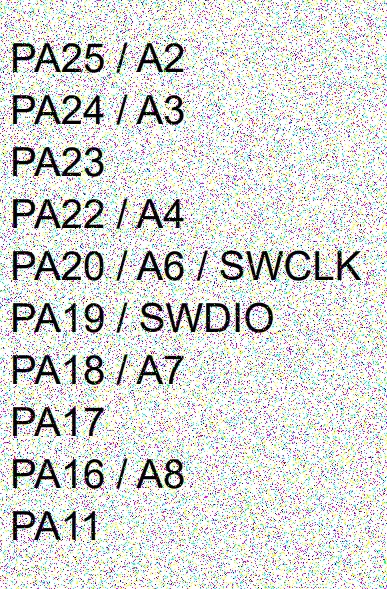 PA25 / A2
PA24 / A3
PA23
PA22 / A4
PA20 / A6 / SWCLK
PA19 / SWDIO
PA18 / A7
PA17
PA16 / A8
PA11